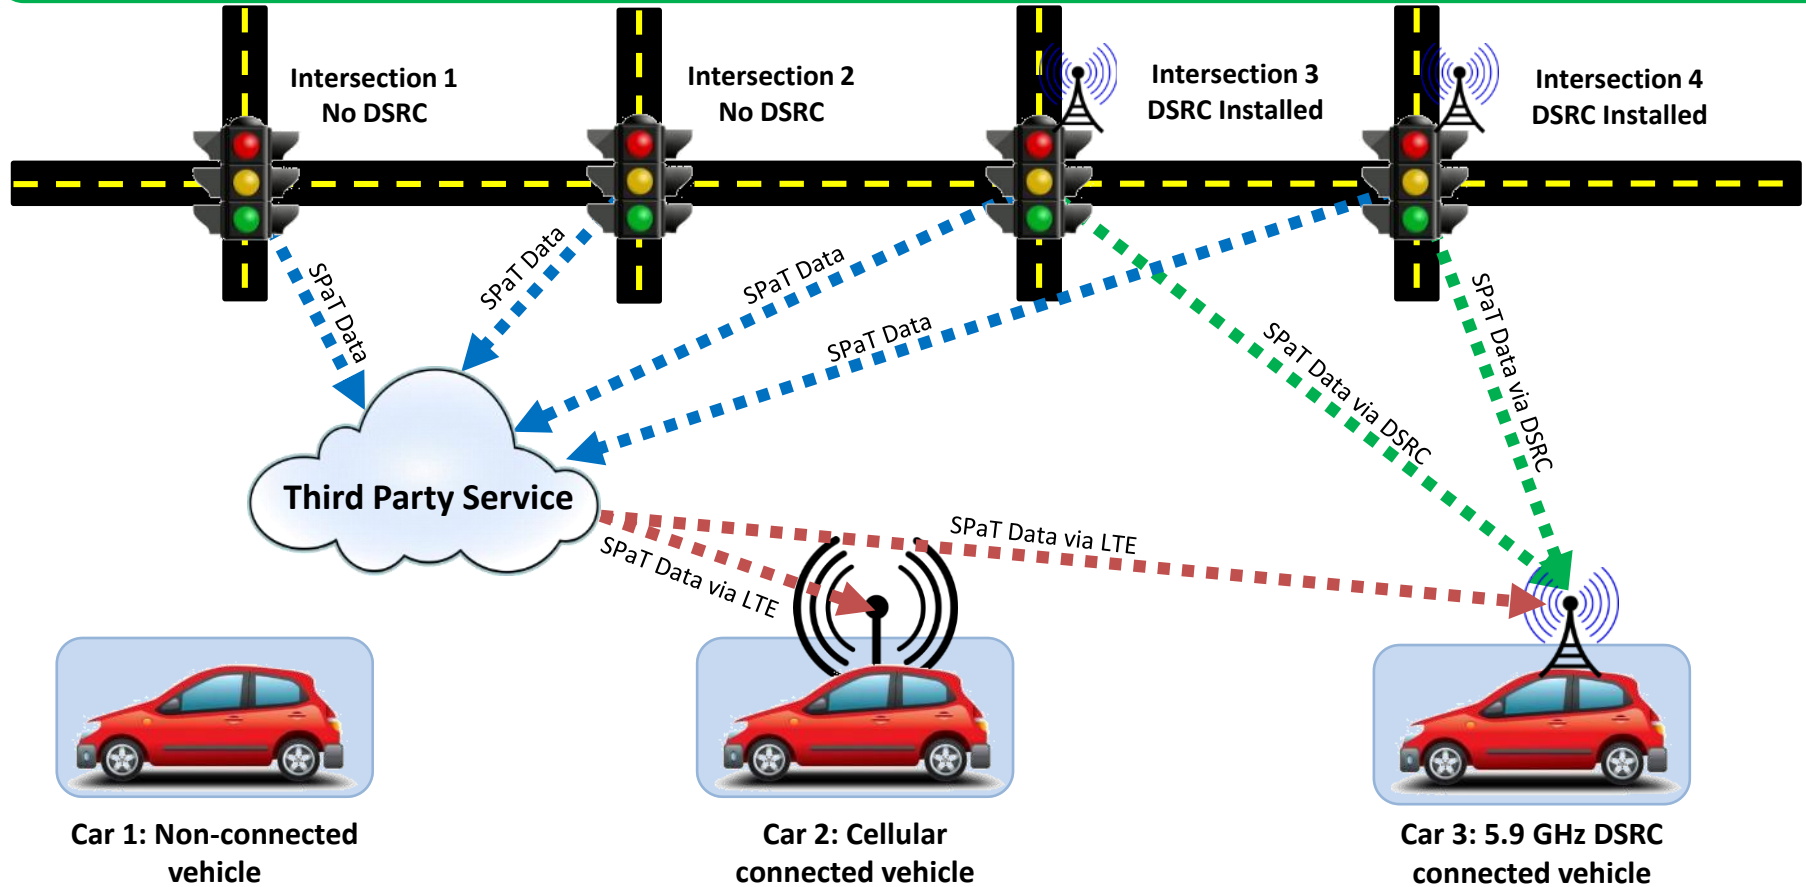 Intersection 1
No DSRC
Intersection 2
No DSRC
Intersection 3
DSRC Installed
Intersection 4
DSRC Installed
SPaT Data
SPaT Data
SPaT Data
SPaT Data
SPaT Data via DSRC
SPaT Data via DSRC
Third Party Service
SPaT Data via LTE
SPaT Data via LTE
Car 1: Non-connected
vehicle
Car 2: Cellular
connected vehicle
Car 3: 5.9 GHz DSRC
connected vehicle